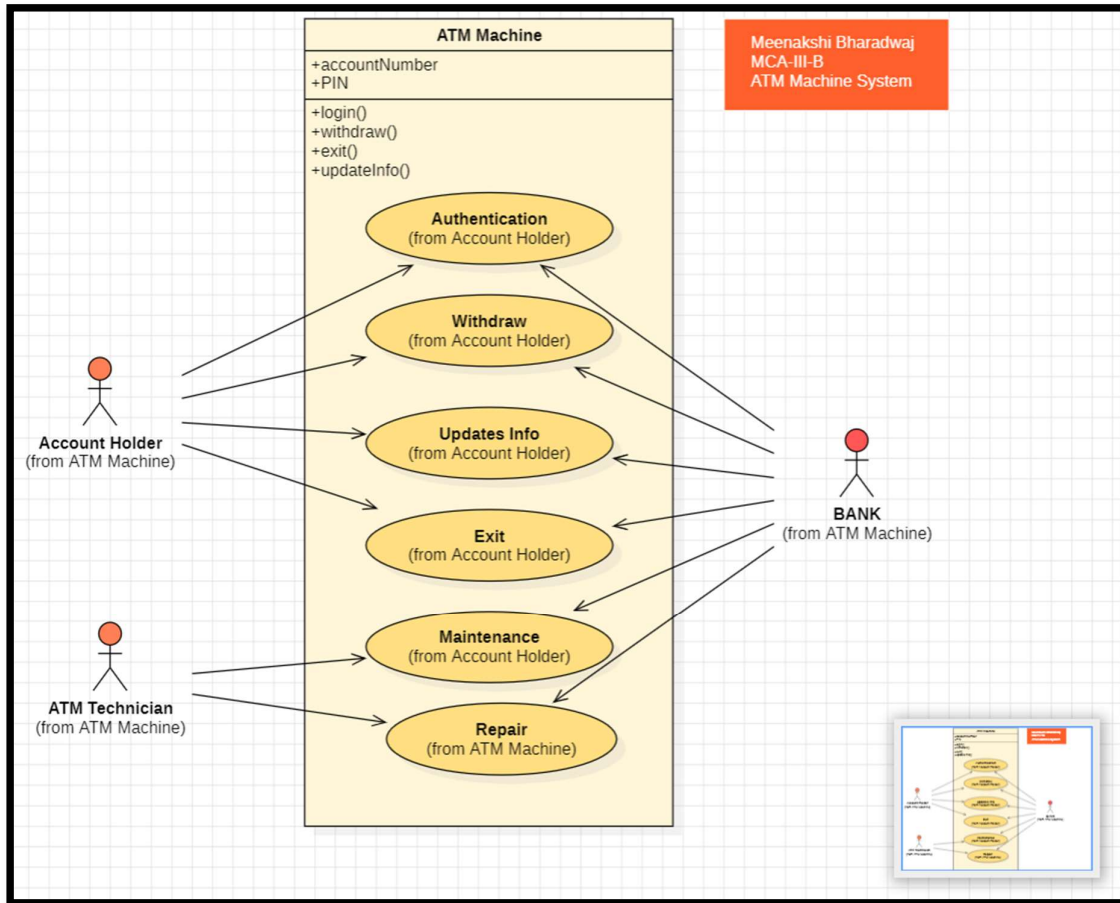 ATM Machine
+accountNumber
+PIN
+login()
+withdraw()
+exit()
+updateInfo()
Meenakshi Bharadwaj
MCA-III-B
ATM Machine System
Authentication
(from Account Holder)
Withdraw
(from Account Holder)
Updates Info
(from Account Holder)
Exit
(from Account Holder)
Maintenance
(from Account Holder)
Repair
(from ATM Machine)
Account Holder
(from ATM Machine)
ATM Technician
(from ATM Machine)
BANK
(from ATM Machine)